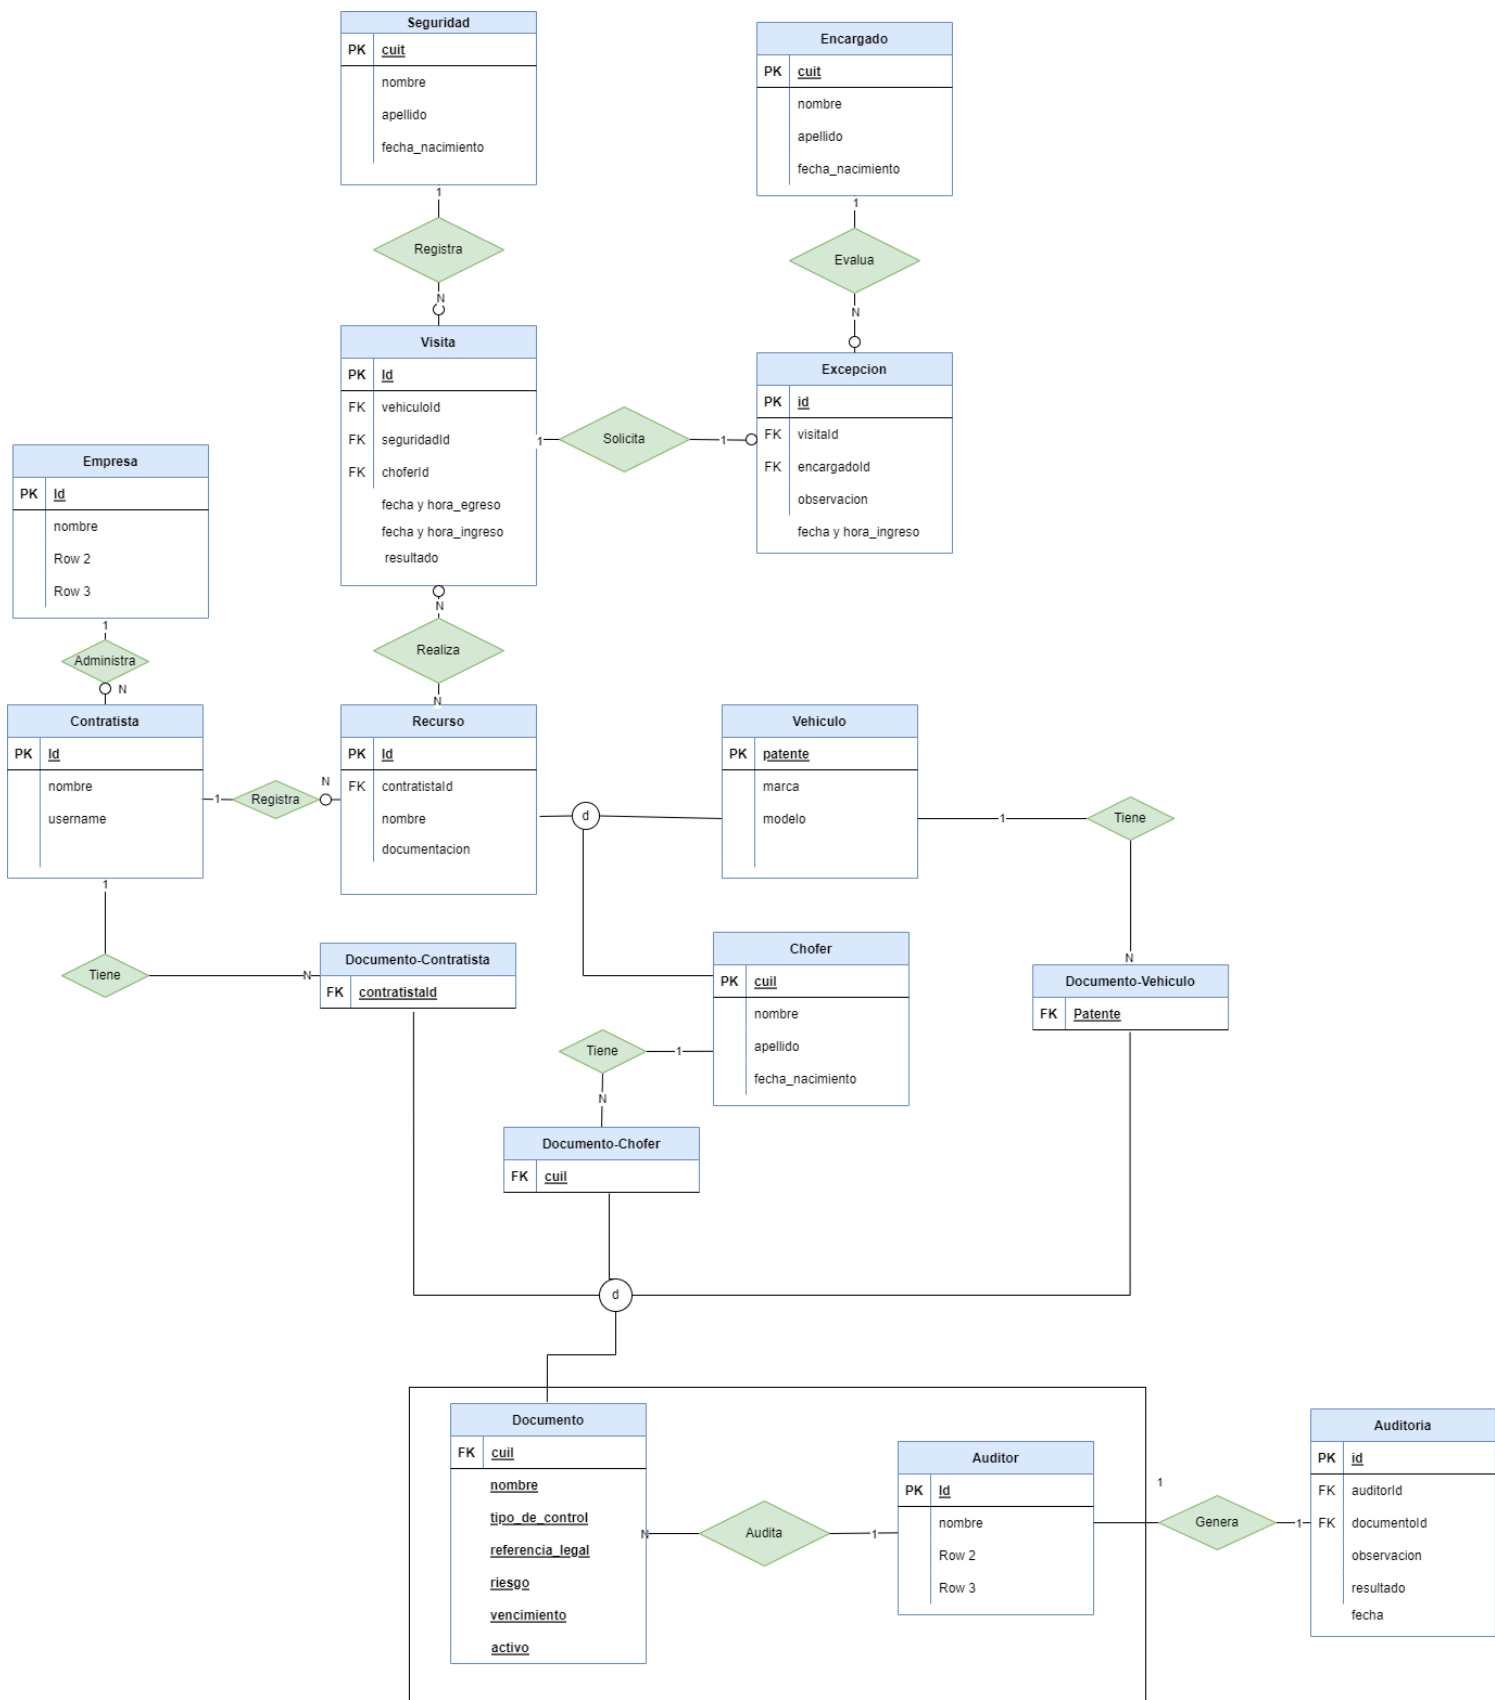 Seguridad
PK cuit
nombre
apellido
fecha_nacimiento
1
Registra
N
Encargado
PK cuit
nombre
apellido
fecha_nacimiento
1
Evalua
N
Visita
PK Id
FK vehiculoId
FK seguridadId
FK choferId
fecha y hora_egreso
fecha y hora_ingreso
resultado
1 Solicita 1
Excepcion
PK id
FK visitaId
FK encargadoId
observacion
fecha y hora_ingreso
Empresa
PK Id
nombre
Row 2
Row 3
1
Administra
N
N
Realiza
N
Contratista
PK Id
nombre
username
1 Registra N
Recurso
PK Id
FK contratistaId
nombre
documentacion
d
Vehiculo
PK patente
marca
modelo
1 Tiene
N
1
Tiene N
Documento-Contratista
FK contratistaId
Chofer
PK cuil
nombre
apellido
fecha_nacimiento
Documento-Vehiculo
FK Patente
Tiene 1
N
Documento-Chofer
FK cuil
d
Documento
FK cuil
nombre
tipo_de_control
referencia_legal
riesgo
vencimiento
activo
N Audita 1
Auditor
PK Id
nombre
Row 2
Row 3
1
Genera 1
Auditoria
PK id
FK auditorId
FK documentoId
observacion
resultado
fecha